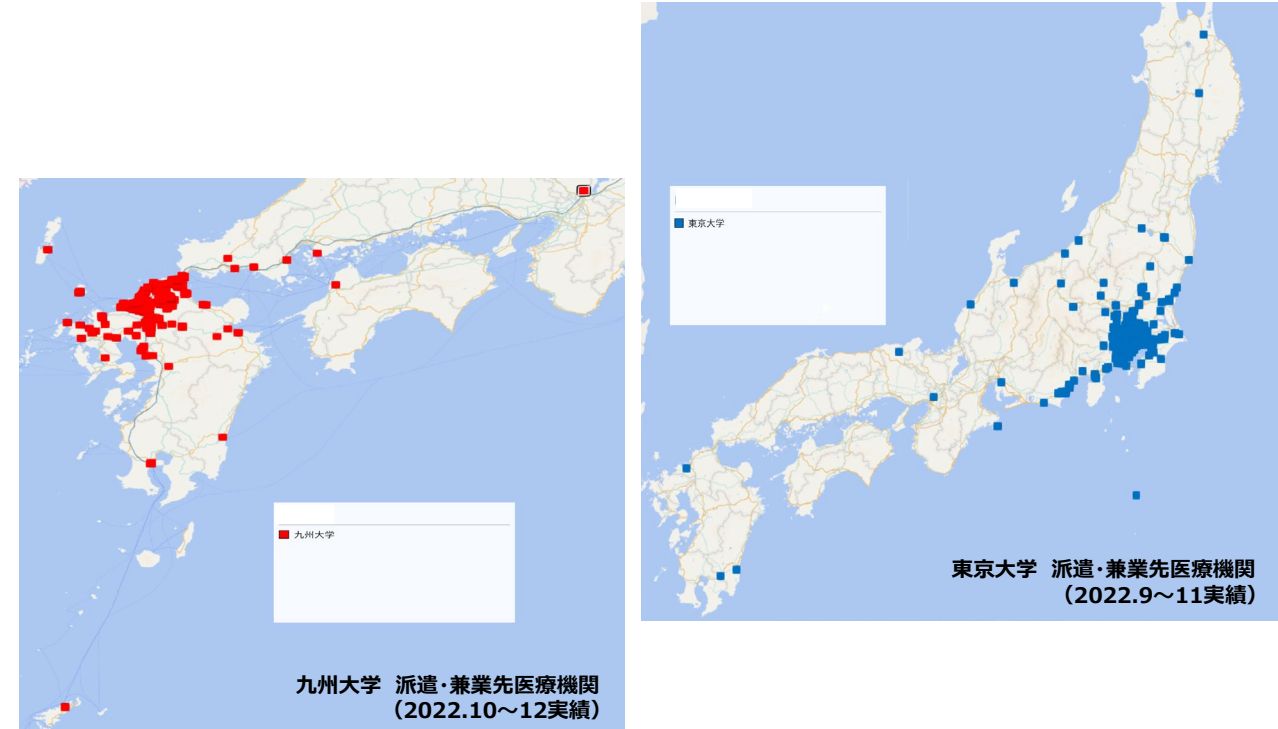 九州大学
九州大学 派遣・兼業先医療機関
（2022.10～12実績）
東京大学
東京大学 派遣・兼業先医療機関
（2022.9～11実績）